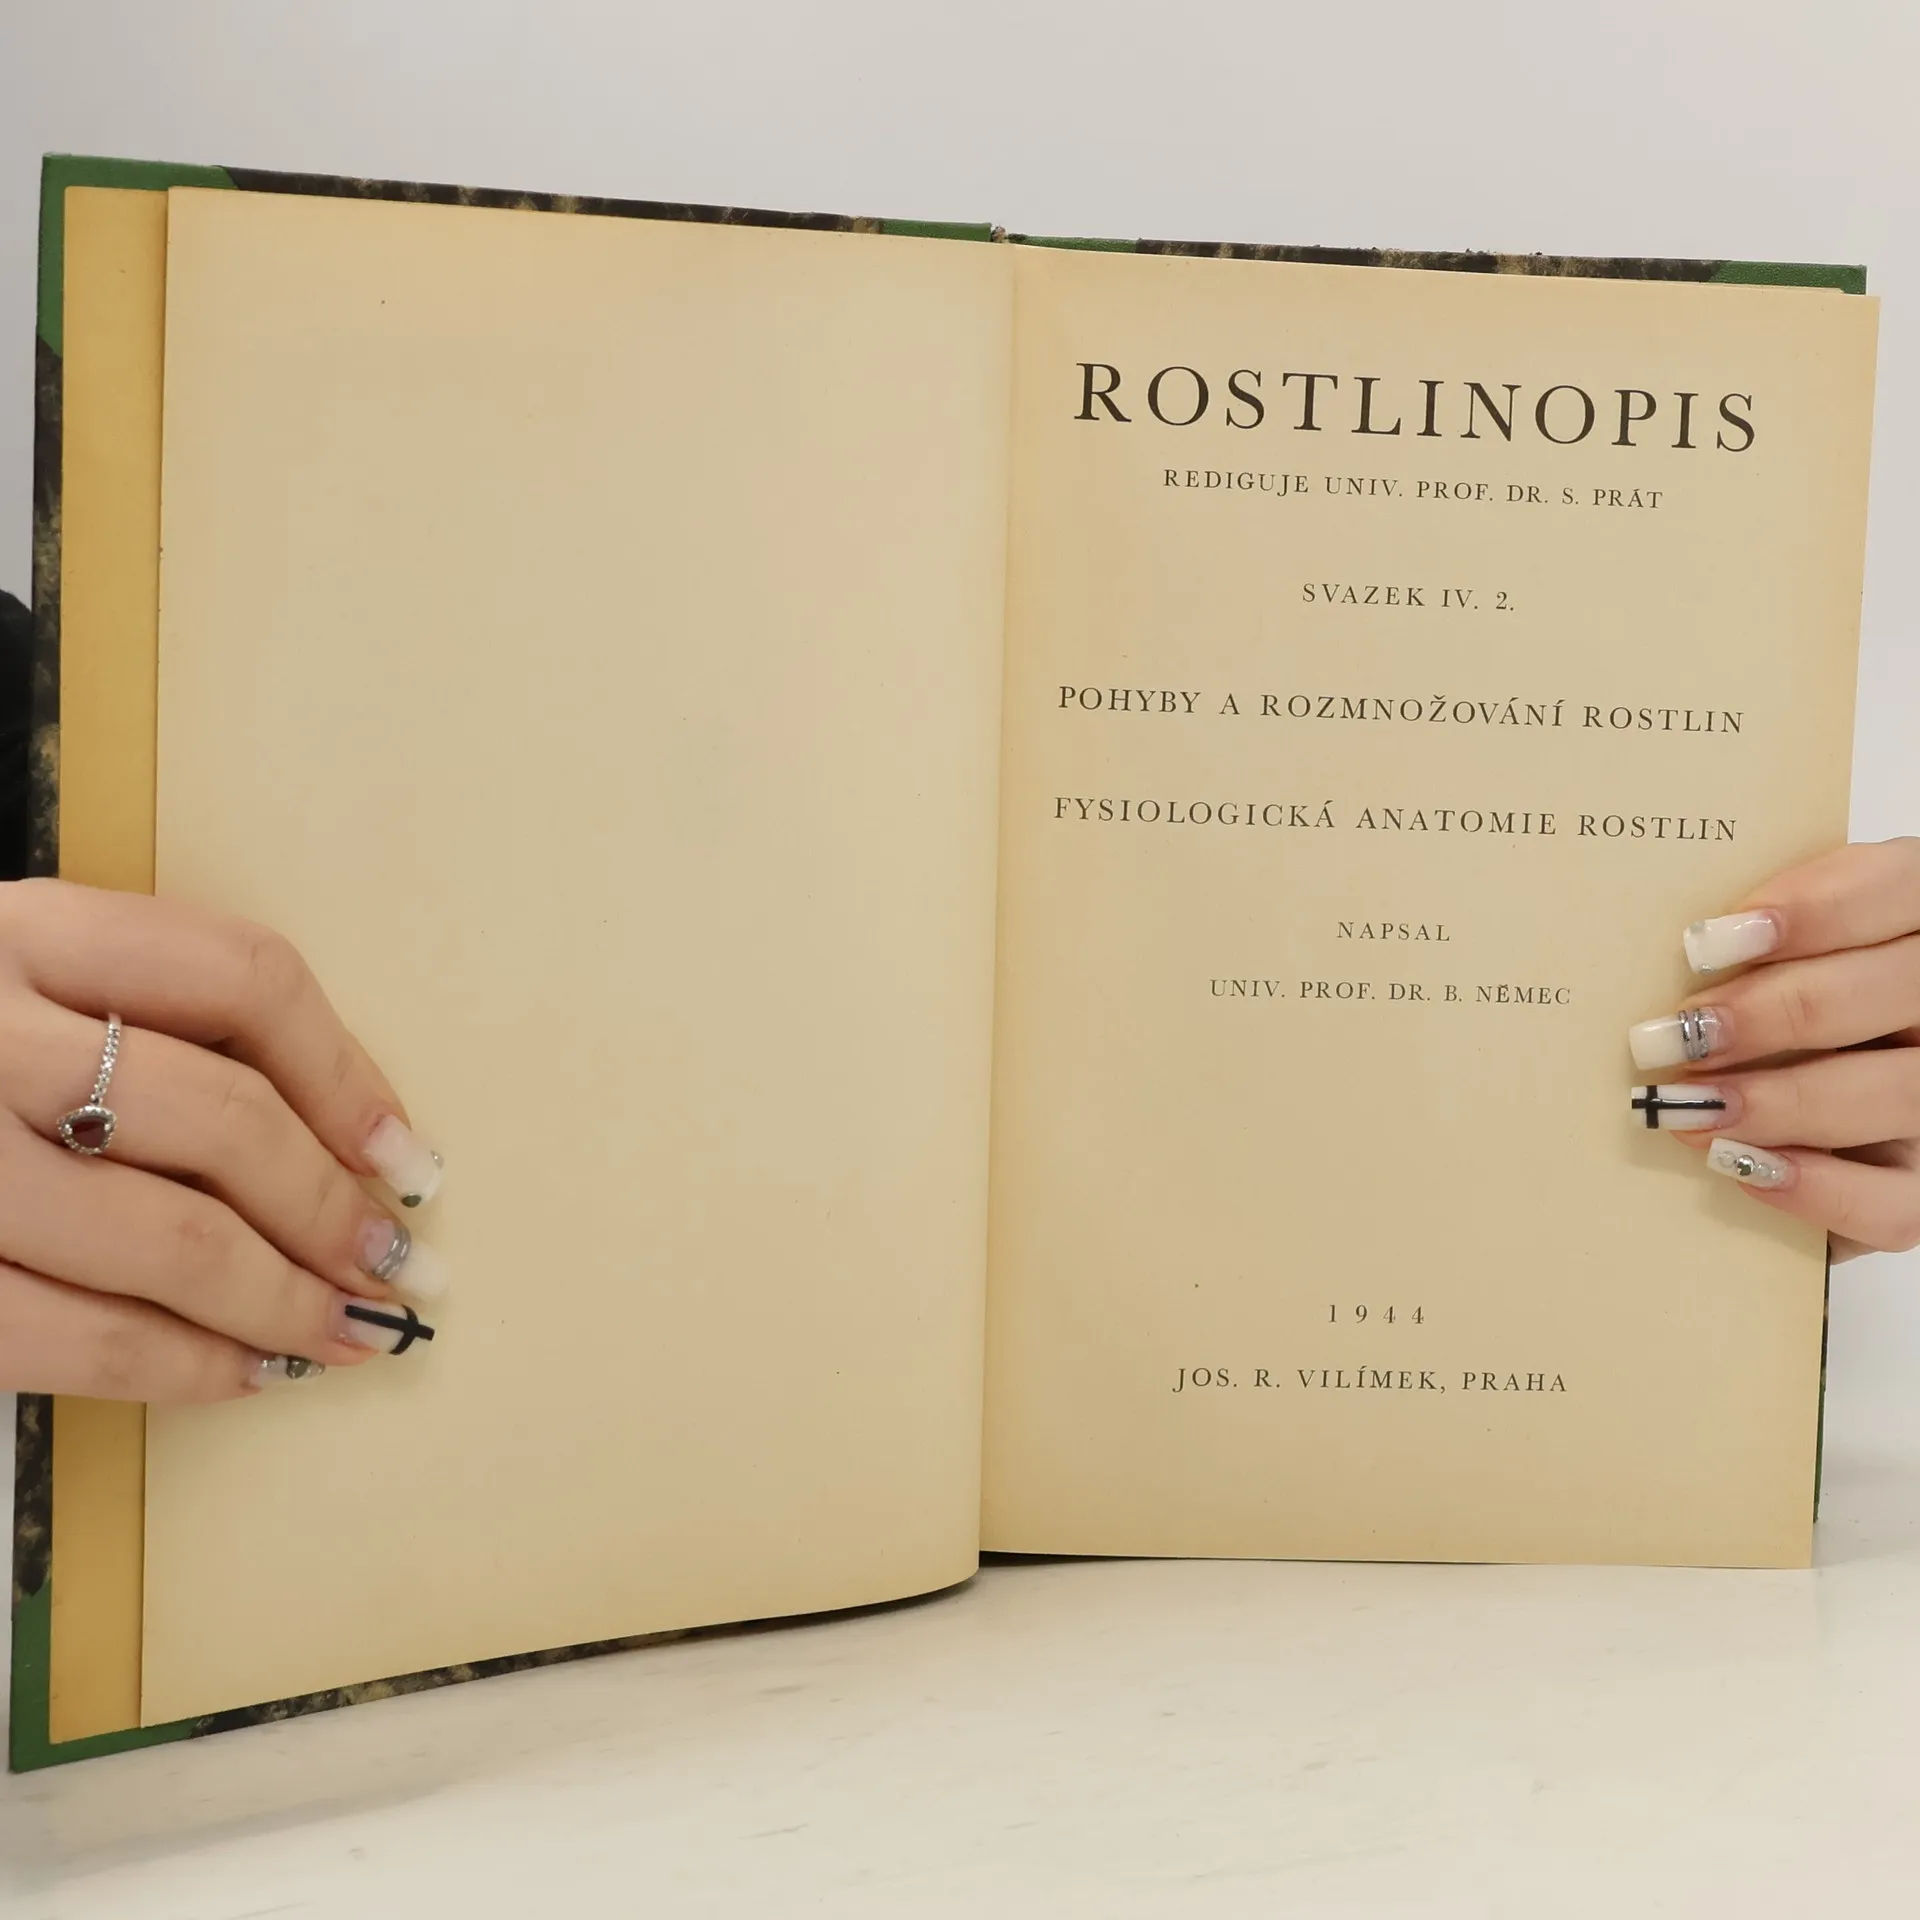 ROSTLINOPIS
REDIGUJE UNIV. PROF. DR. S. PRÁT
SVAZEK IV. 2.
POHYBY A ROZMNOŽOVÁNÍ ROSTLIN
FYSIOLOGICKÁ ANATOMIE ROSTLIN
NAPSAL
UNIV. PROF. DR. B. NĚMEC
1944
JOS. R. VILÍMEK, PRAHA